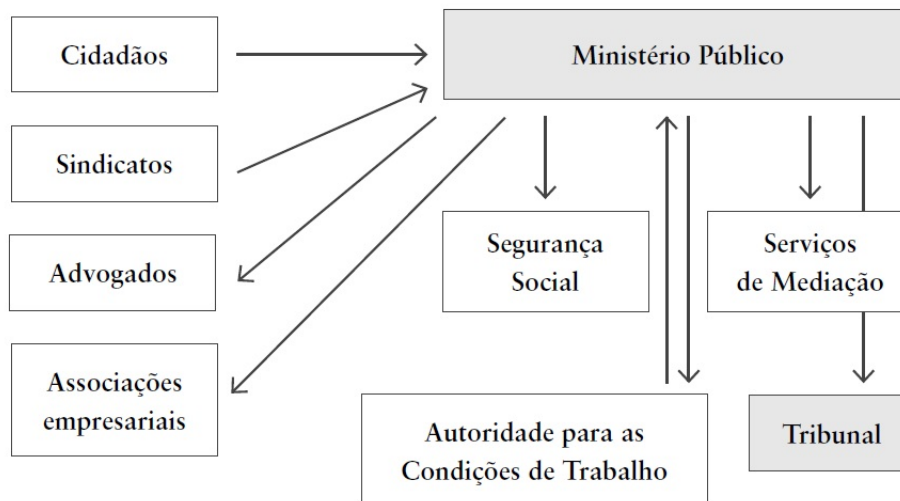 Cidadãos
Ministério Público
Sindicatos
Advogados
Segurança
Social
Serviços
de Mediação
Associações
empresariais
Autoridade para as
Condições de Trabalho
Tribunal